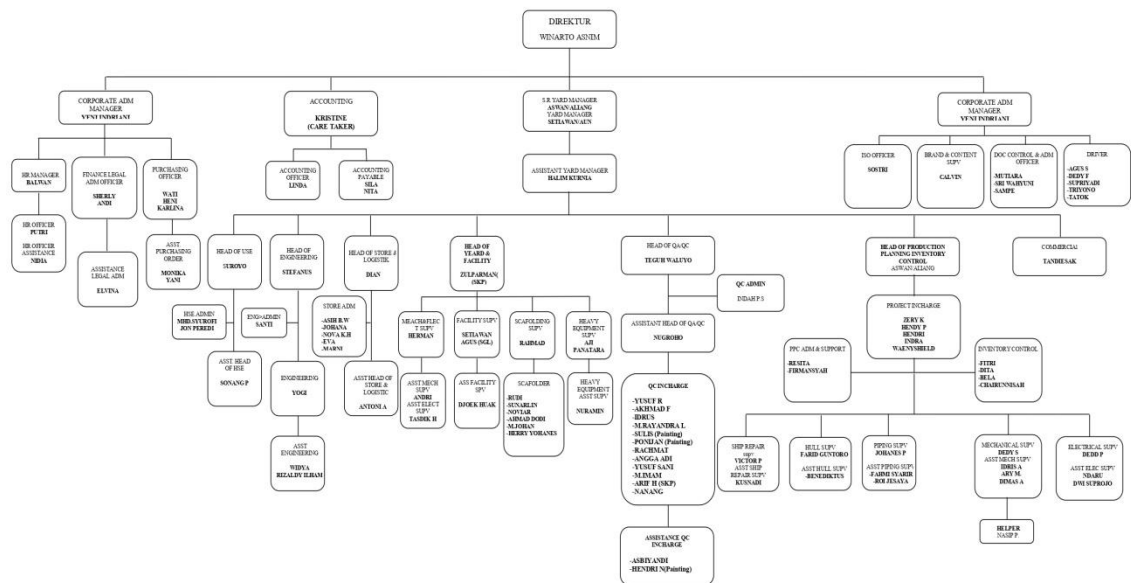 DIREKTUR
WINARTO ASNIM
CORPORATE ADM
MANAGER
YENI INDRIANI
ACCOUNTING
KRISTINE
(CARE TAKER)
S.R YARD MANAGER
ASWAN/ALIANG
YARD MANAGER
SETIAWAN/AUN
CORPORATE ADM
MANAGER
YENI INDRIANI
HR MANAGER
BALWAN
FINANCE LEGAL
ADM OFFICER
SHERLY
ANDI
PURCHASING
OFFICER
WATI
HENI
KARLINA
ACCOUNTING
OFFICER
LINDA
ACCOUNTING
PAYABLE
SILA
NITA
ASSISTANT YARD MANAGER
HALIM KURNIA
ISO OFFICER
SOSTRI
BRAND & CONTENT
SUPV
CALVIN
DOC CONTROL & ADM
OFFICER
-MUTIARA
-SRI WAHYUNI
-SAMPE
DRIVER
-AGUS S
-DEDY F
-SUPRIYADI
-TRIYONO
-TATOK
HR OFFICER
PUTRI
HR OFFICER
ASSISTANCE
NIDIA
ASSISTANCE
LEGAL ADM
ELVINA
ASST
PURCHASING
ORDER
MONIKA
YANI
HEAD OF USE
SUROYO
HEAD OF
ENGINEERING
STEFANUS
HEAD OF STORE &
LOGISTIK
DIAN
HEAD OF
YEARD &
FACILITY
ZULPARMAN(
(SKP)
HEAD OF QA/QC
TEGUH WALUYO
HEAD OF PRODUCTION
PLANNING INVENTORY
CONTROL
ASWAN ALIANG
COMMERCIAL
TANDIESAK
HSE ADMIN
MHD.SYUROFI
JON PEREDI
ENG>ADMIN
SANTI
STORE ADM
-ASIH R.W
-JOHANA
-NOVA K.H
-EVA
-MARNI
MEACH&FLEC
T SUPV
HERMAN
FACILITY SUPV
SETIAWAN
AGUS (SGL)
SCAFOLDING
SUPV
RAHMAD
HEAVY
EQUIPMENT
SUPV
AJI
PANATARA
QC ADMIN
INDAH P.S
PROJECT INCHARGE
ZERY K
HENDY P
HENDRI
INDRA
WAENYSHIELD
ASST. HEAD
OF HSE
SONANG P
ENGINEERING
YOGI
ASST HEAD OF
STORE &
LOGISTIC
ANTONI A
ASST MECH SUPV
ANDRI
ASST ELECT SUPV
TASDIK H
ASS FACILITY
SPV
DJOEK HUAK
SCAFOLDER
-RUDI
-SUNARLIN
-NOVIAR
-AHMAD DODI
-M.JOHAN
-HERRY YOHANES
HEAVY
EQUIPMENT
ASST SUPV
NURAMIN
ASSISTANT HEAD OF QA/QC
NUGROHO
PPC ADM & SUPPORT
-RESITA
-FIRMANSYAH
INVENTORY CONTROL
-FITRI
-DITA
-BELA
-CHAIRUNNISAH
ASST
ENGINEERING
WIDYA
RIZALDY ILHAM
QC INCHARGE
-YUSUF R
-AKHMAD F
-IDRUS
-M.RAYANDRA L
-SULIS (Painting)
-PONIJAN (Painting)
-RACHMAT
-ANGGA ADI
-YUSUF SANI
-M.IMAM
-ARIF H (SKP)
-NANANG
SHIP REPAIR
supv
VICTOR P
ASST SHIP
REPAIR SUPV
KUSNADI
HULL SUPV
FARID GUNTORO
ASST HULL SUPV
-BENEDIKTUS
PIPING SUPV
JOHANES P
ASST PIPING SUPV
-FAHMI SYARIR
-ROI JESAYA
MECHANICAL SUPV
DEDY S
ASST MECH SUPV
IDRIS A
ARY M.
DIMAS A
ELECTRICAL SUPV
DEDD P
ASST ELEC SUPV
NDARU
DWI SUPROJO
HELPER
NASIP P.
ASSISTANCE QC
INCHARGE
-ASBIYANDI
-HENDRI N(Painting)